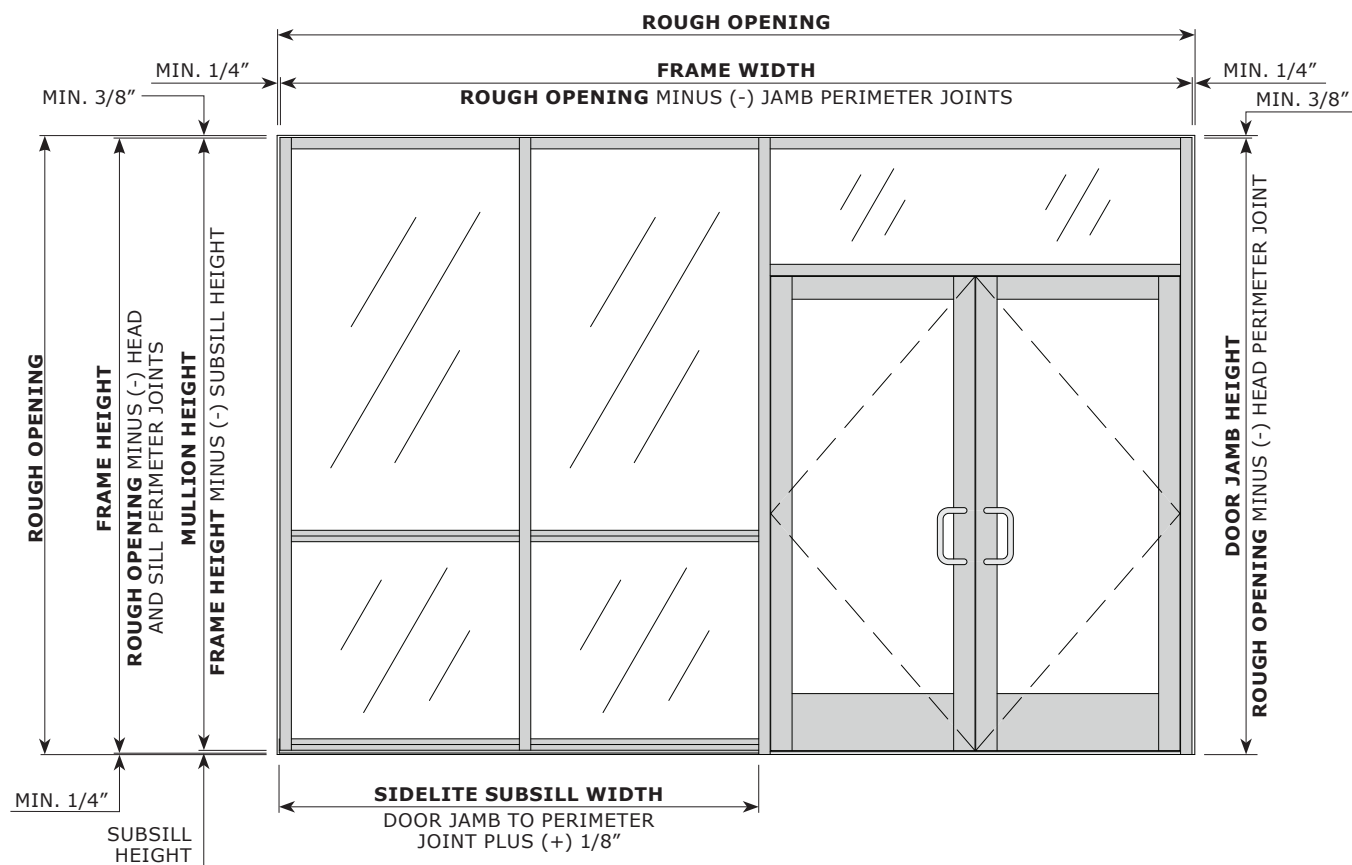 ROUGH OPENING
MIN. 1/4”
FRAME WIDTH
MIN. 1/4”
MIN. 3/8”
ROUGH OPENING MINUS (-) JAMB PERIMETER JOINTS
MIN. 3/8”
ROUGH OPENING
FRAME HEIGHT
ROUGH OPENING MINUS (-) HEAD
AND SILL PERIMETER JOINTS
MULLION HEIGHT
FRAME HEIGHT MINUS (-) SUBSILL HEIGHT
DOOR JAMB HEIGHT
ROUGH OPENING MINUS (-) HEAD PERIMETER JOINT
MIN. 1/4”
SUBSILL
HEIGHT
SIDELITE SUBSILL WIDTH
DOOR JAMB TO PERIMETER
JOINT PLUS (+) 1/8”